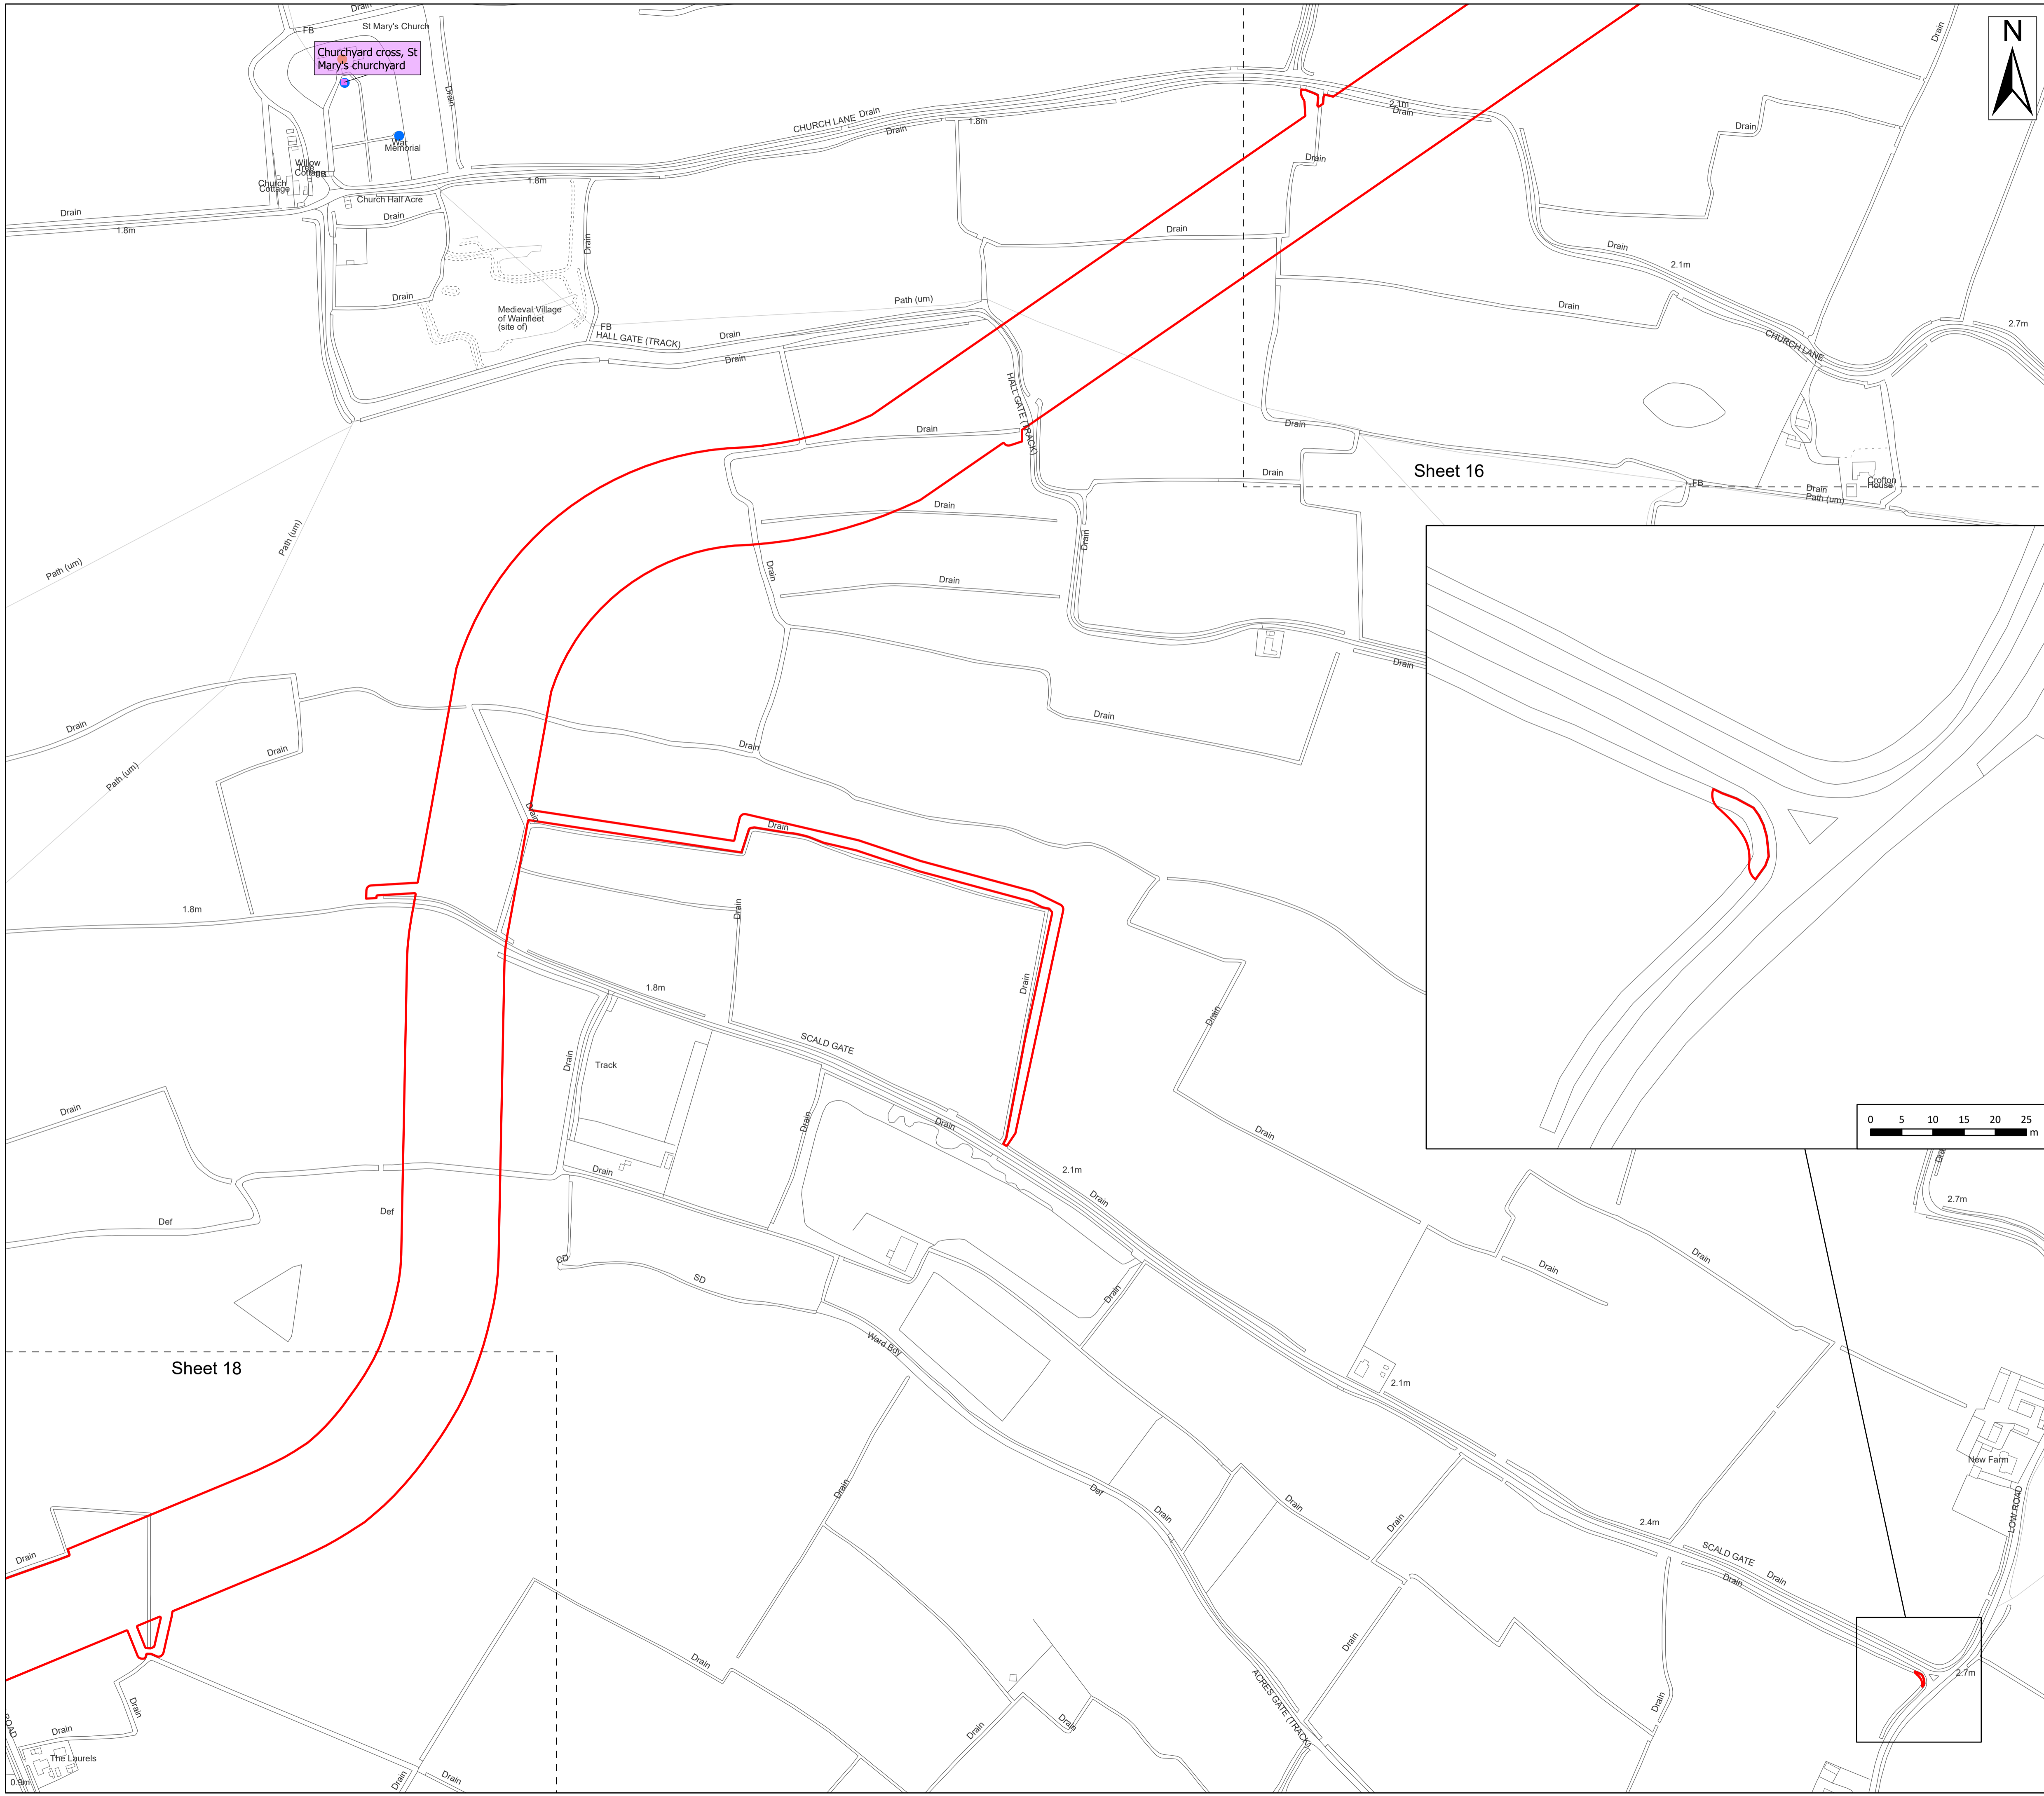 Drain
St Mary's Church
FB
N
Drain
Churchyard cross, St
Mary's churchyard
Drain
War
Memorial
Willow
Tree
Cottage
FB
Church
Cottage
Church Half Acre
CHURCH LANE
Drain
Drain
1.8m
2.1m
Drain
Drain
Drain
1.8m
Drain
1.8m
Drain
Drain
Drain
Drain
Drain
2.1m
Medieval Village
of Wainfleet
(site of)
FB
HALL GATE (TRACK)
Drain
Drain
Path (um)
Drain
2.7m
CHURCH LANE
HALL GATE (TRACK)
Drain
Drain
Drain
Sheet 16
FB
Drain
Path (um)
Crofton
House
Drain
Drain
Path (um)
Path (um)
Drain
Drain
Drain
Drain
Drain
Drain
Drain
Path (um)
Drain
Drain
Drain
1.8m
Drain
Drain
1.8m
SCALD GATE
Drain
Drain
Track
Drain
Drain
Drain
Drain
0 5 10 15 20 25
m
Drain
2.1m
Drain
2.7m
Def
Def
CD
SD
Drain
Drain
Drain
Ward Bdy
Sheet 18
2.1m
New Farm
LOW ROAD
Drain
Def
Drain
Drain
Drain
2.4m
SCALD GATE
Drain
Drain
Drain
Drain
Drain
2.7m
Drain
Drain
Drain
Drain
Drain
ACRES GATE (TRACK)
ROAD
The Laurels
0.9m
Drain
Drain